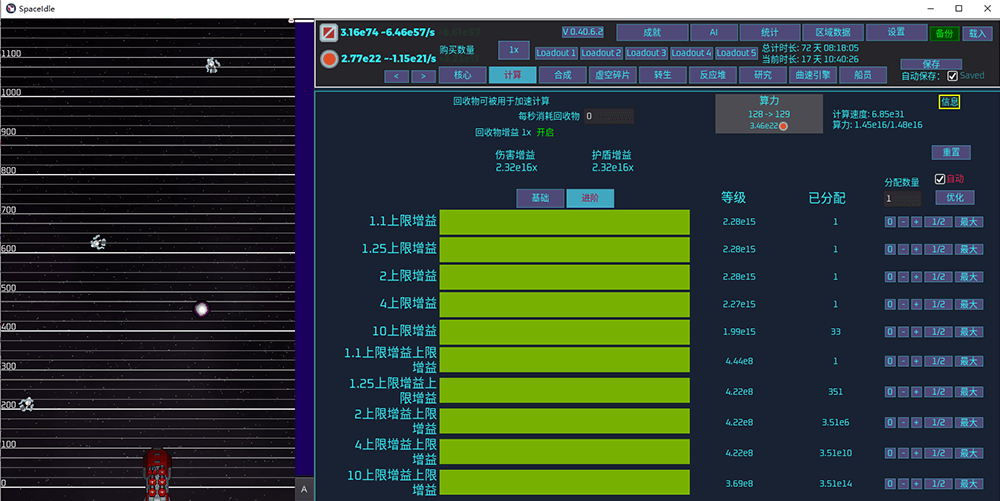 SpaceIdle
3.16e74 -6.46e57/s
2.77e22 --1.15e21/s
购买数量
1x
V 0.40.6.2
成就
AI
统计
区域数据
设置
备份
载入
Loadout 1
Loadout 2
Loadout 3
Loadout 4
Loadout 5
总计时长: 72 天 08:18:05
当前时长: 17 天 10:40:26
保存
自动保存:
Saved
<
>
核心
计算
合成
虚空碎片
转生
反应堆
研究
曲速引擎
船员
回收物可被用于加速计算
每秒消耗回收物 0
回收物增益 1x 开启
算力
128 -> 129
3.46e22
计算速度: 6.85e31
算力: 1.45e16/1.48e16
信息
伤害增益
2.32e16x
护盾增益
2.32e16x
重置
分配数量
自动
1
优化
基础
进阶
等级
已分配
1.1上限增益 2.28e15 1 0 - + 1/2 最大
1.25上限增益 2.28e15 1 0 - + 1/2 最大
2上限增益 2.28e15 1 0 - + 1/2 最大
4上限增益 2.27e15 1 0 - + 1/2 最大
10上限增益 1.99e15 33 0 - + 1/2 最大
1.1上限增益上限
增益 4.44e8 1 0 - + 1/2 最大
1.25上限增益上
限增益 4.22e8 351 0 - + 1/2 最大
2上限增益上限
增益 4.22e8 3.51e6 0 - + 1/2 最大
4上限增益上限
增益 4.22e8 3.51e10 0 - + 1/2 最大
10上限增益上限
增益 3.69e8 3.51e14 0 - + 1/2 最大
1100
1000
900
800
700
600
500
400
300
200
100
0
A